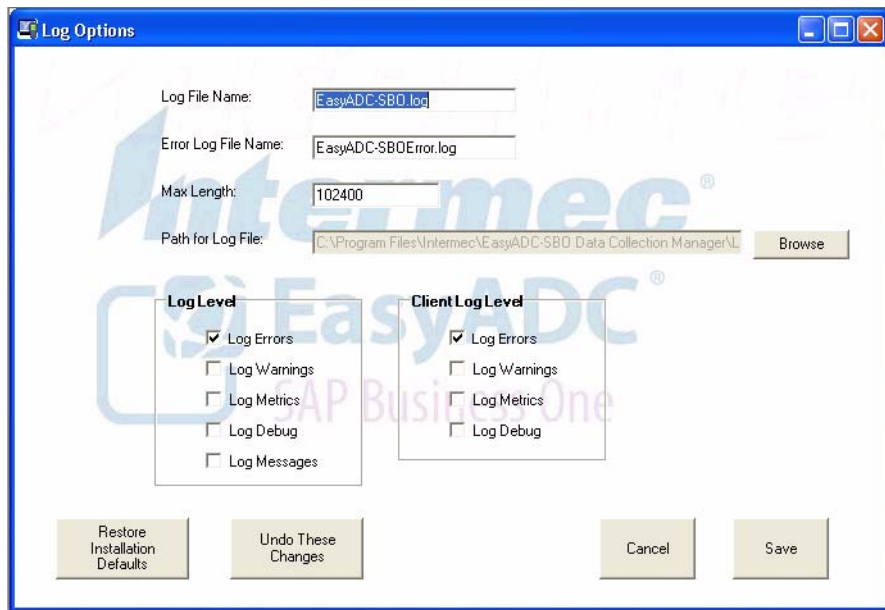 Log Options
Log File Name:
EasyADC-SBO.log
Error Log File Name:
EasyADC-SBOError.log
Max Length:
102400
Path for Log File:
C:\Program Files\Intermec\EasyADC-SBO Data Collection Manager\L
Browse
Intermec®
EasyADC®
SAP Business One
Log Level
Log Errors
Log Warnings
Log Metrics
Log Debug
Log Messages
Client Log Level
Log Errors
Log Warnings
Log Metrics
Log Debug
Restore
Installation
Defaults
Undo These
Changes
Cancel
Save